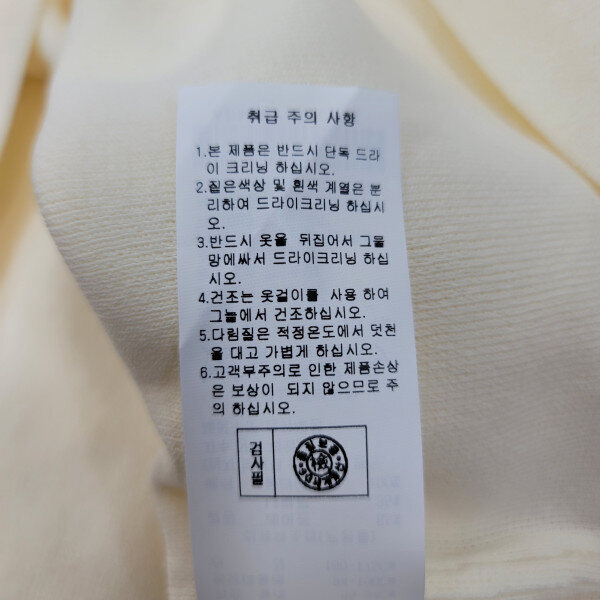 취급 주의 사항
1.본 제품은 반드시 단독 드라
이 크리닝 하십시오.
2.짙은색상 및 흰색 계열은 분
리하여 드라이크리닝 하십시
오.
3.반드시 옷을 뒤집어서 그물
망에싸서 드라이크리닝 하십
시오.
4.건조는 옷걸이를 사용 하여
그늘에서 건조하십시오.
5.다림질은 적정온도에서 덧천
을 대고 가볍게 하십시오.
6.고객부주의로 인한 제품손상
은 보상이 되지 않으므로 주
의 하십시오.
검사필